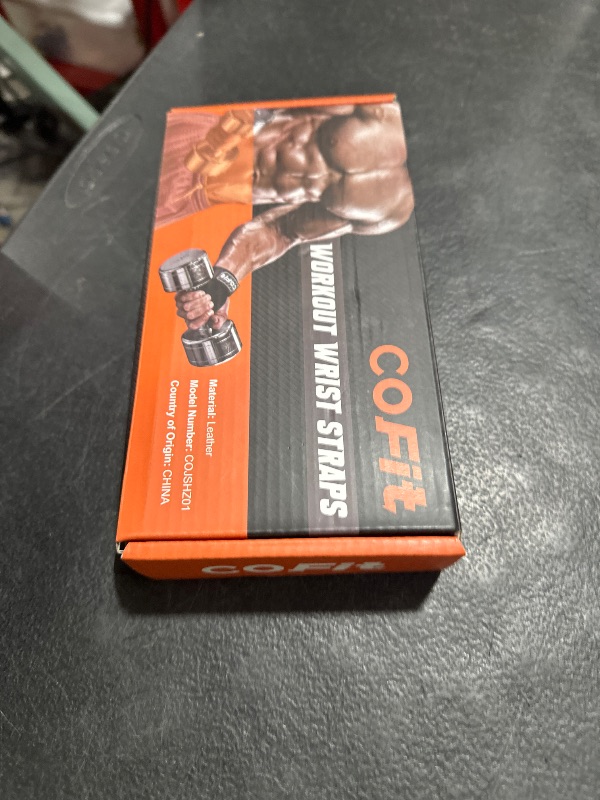 COFit
WORKOUT WRIST STRAPS
Material: Leather
Model Number: COJSHZ01
Country of Origin: CHINA
COFit